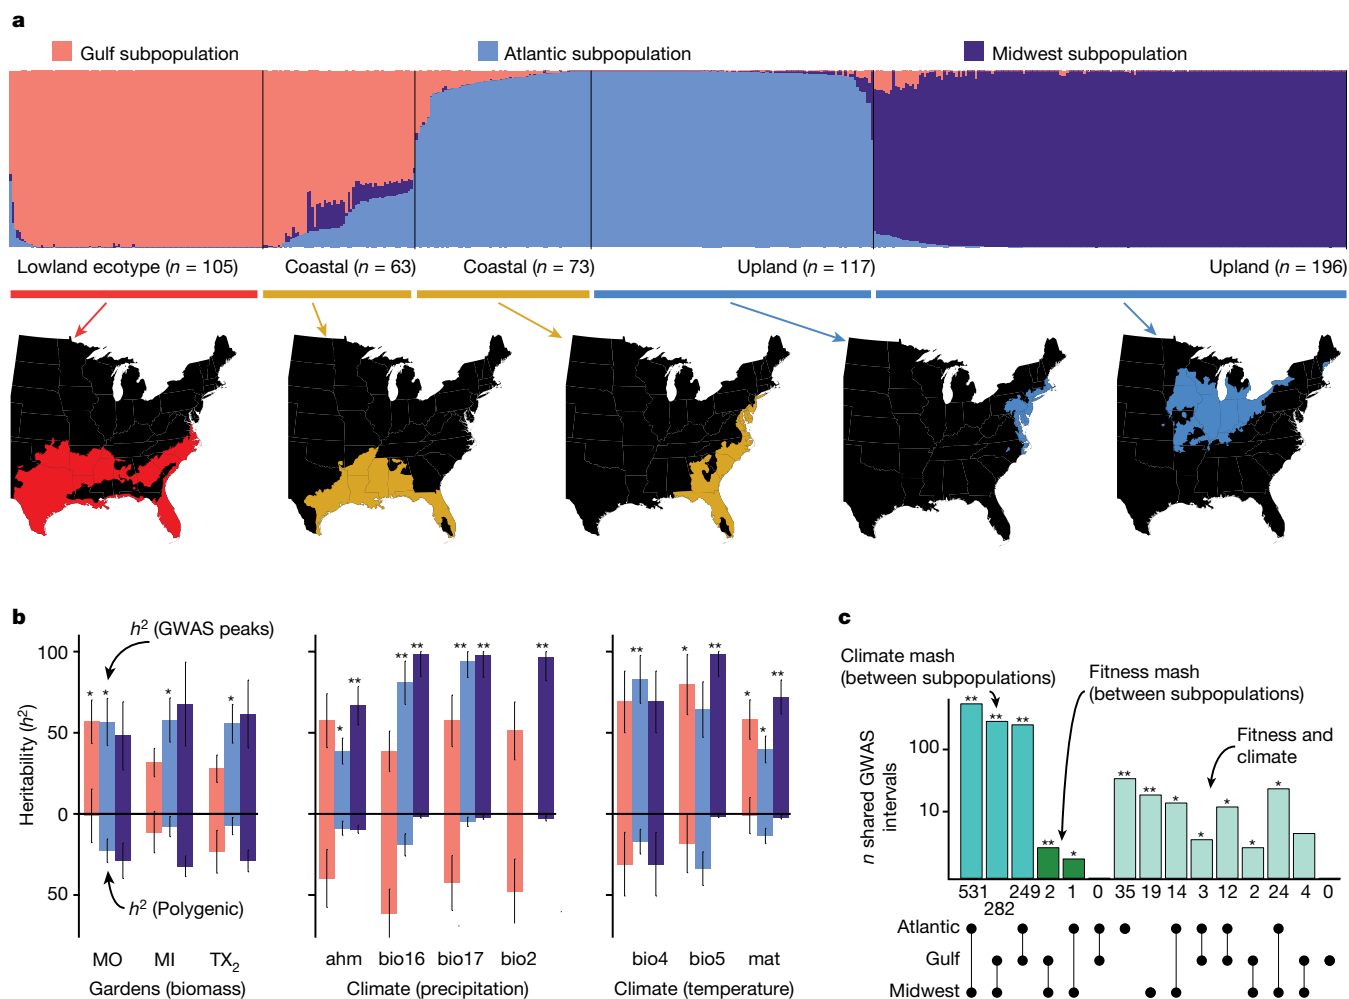 a
Gulf subpopulation
Atlantic subpopulation
Midwest subpopulation
Lowland ecotype (n = 105)
Coastal (n = 63)
Coastal (n = 73)
Upland (n = 117)
Upland (n = 196)
b
h² (GWAS peaks)
Heritability (h²)
100
50
0
50
* * * *
h² (Polygenic)
MO MI TX₂
Gardens (biomass)
* ** ** ** ** ** **
ahm bio16 bio17 bio2
Climate (precipitation)
** * ** * * **
bio4 bio5 mat
Climate (temperature)
c
Climate mash
(between subpopulations)
Fitness mash
(between subpopulations)
Fitness and
climate
n shared GWAS
intervals
100
10
** ** ** ** * ** ** * * * * *
531 282 249 2 1 0 35 19 14 3 12 2 24 4 0
Atlantic
Gulf
Midwest